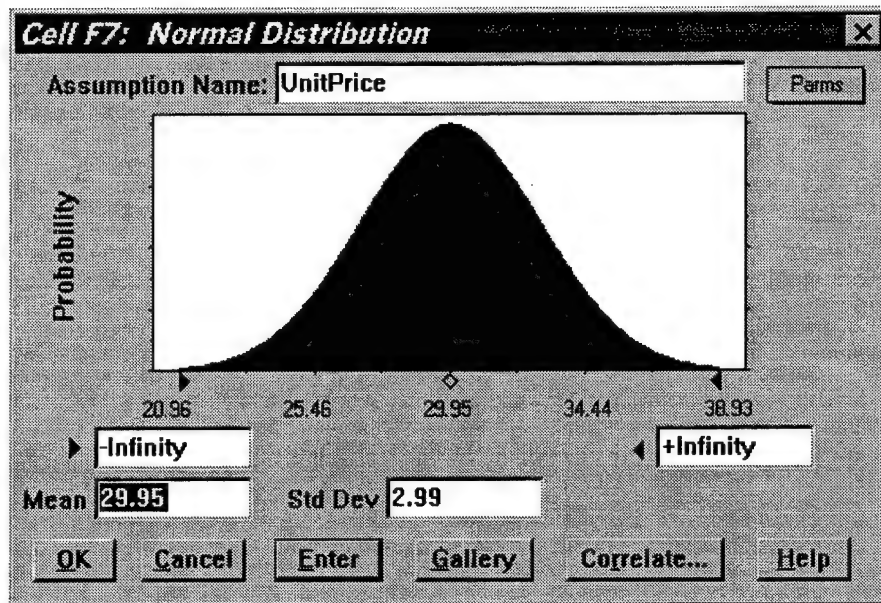 Cell F7: Normal Distribution
Assumption Name: UnitPrice Parms
Probability
20.96 25.46 29.95 34.44 38.93
-Infinity +Infinity
Mean 29.95 Std Dev 2.99
OK Cancel Enter Gallery Correlate... Help